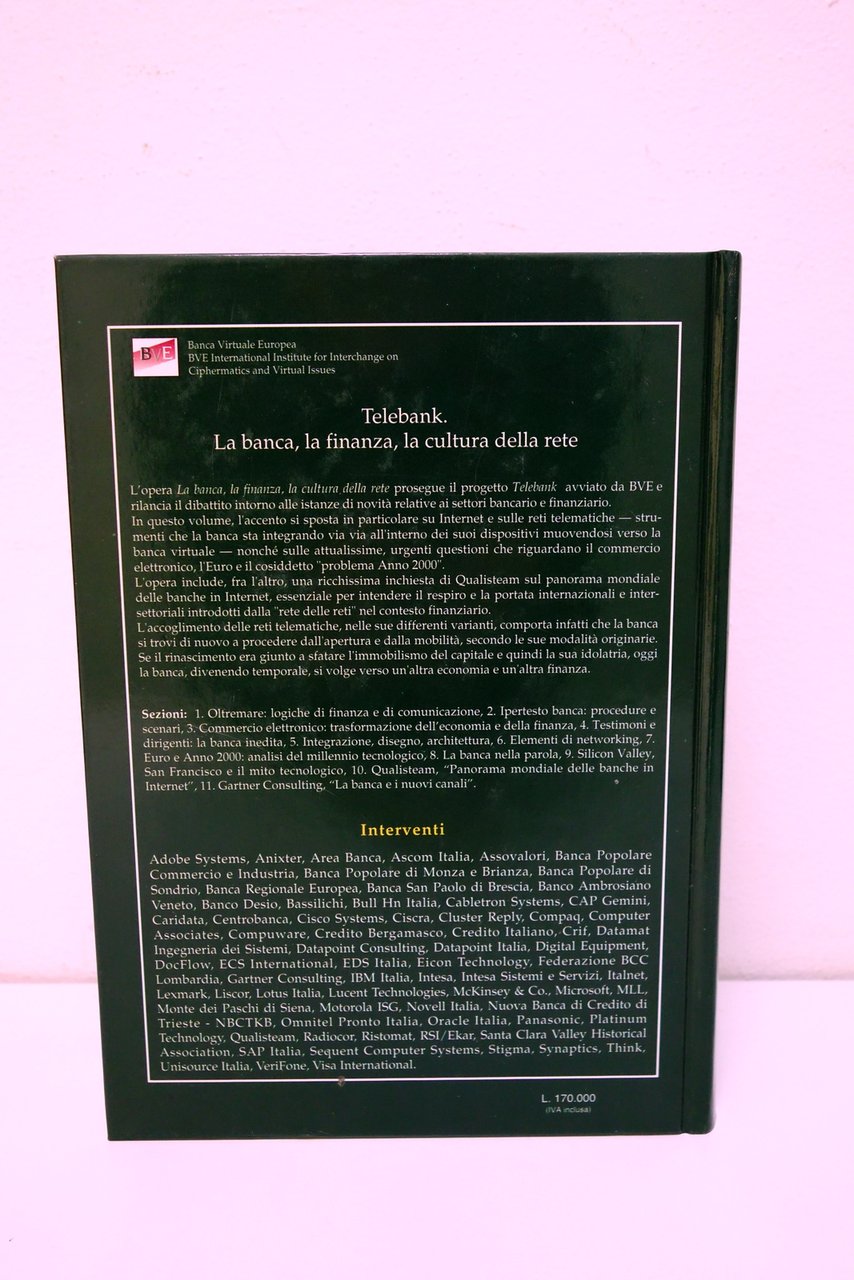 BVE
Banca Virtuale Europea
BVE International Institute for Interchange on
Ciphermatics and Virtual Issues
Telebank.
La banca, la finanza, la cultura della rete
L'opera La banca, la finanza, la cultura della rete prosegue il progetto Telebank avviato da BVE e
rilancia il dibattito intorno alle istanze di novità relative ai settori bancario e finanziario.
In questo volume, l'accento si sposta in particolare su Internet e sulle reti telematiche — stru-
menti che la banca sta integrando via via all'interno dei suoi dispositivi muovendosi verso la
banca virtuale — nonché sulle attualissime, urgenti questioni che riguardano il commercio
elettronico, l'Euro e il cosiddetto "problema Anno 2000".
L'opera include, fra l'altro, una ricchissima inchiesta di Qualisteam sul panorama mondiale
delle banche in Internet, essenziale per intendere il respiro e la portata internazionali e inter-
settoriali introdotti dalla "rete delle reti" nel contesto finanziario.
L'accoglimento delle reti telematiche, nelle sue differenti varianti, comporta infatti che la banca
si trovi di nuovo a procedere dall'apertura e dalla mobilità, secondo le sue modalità originarie.
Se il rinascimento era giunto a sfatare l'immobilismo del capitale e quindi la sua idolatria, oggi
la banca, divenendo temporale, si volge verso un'altra economia e un'altra finanza.
Sezioni: 1. Oltremare: logiche di finanza e di comunicazione, 2. Ipertesto banca: procedure e
scenari, 3. Commercio elettronico: trasformazione dell'economia e della finanza, 4. Testimoni e
dirigenti: la banca inedita, 5. Integrazione, disegno, architettura, 6. Elementi di networking, 7.
Euro e Anno 2000: analisi del millennio tecnologico, 8. La banca nella parola, 9. Silicon Valley,
San Francisco e il mito tecnologico, 10. Qualisteam, "Panorama mondiale delle banche in
Internet", 11. Gartner Consulting, "La banca e i nuovi canali".
Interventi
Adobe Systems, Anixter, Area Banca, Ascom Italia, Assovalori, Banca Popolare
Commercio e Industria, Banca Popolare di Monza e Brianza, Banca Popolare di
Sondrio, Banca Regionale Europea, Banca San Paolo di Brescia, Banco Ambrosiano
Veneto, Banco Desio, Bassilichi, Bull Hn Italia, Cabletron Systems, CAP Gemini,
Caridata, Centrobanca, Cisco Systems, Ciscra, Cluster Reply, Compaq, Computer
Associates, Compuware, Credito Bergamasco, Credito Italiano, Crif, Datamat
Ingegneria dei Sistemi, Datapoint Consulting, Datapoint Italia, Digital Equipment,
DocFlow, ECS International, EDS Italia, Eicon Technology, Federazione BCC
Lombardia, Gartner Consulting, IBM Italia, Intesa, Intesa Sistemi e Servizi, Italnet,
Lexmark, Liscor, Lotus Italia, Lucent Technologies, McKinsey & Co., Microsoft, MLL,
Monte dei Paschi di Siena, Motorola ISG, Novell Italia, Nuova Banca di Credito di
Trieste - NBCTKB, Omnitel Pronto Italia, Oracle Italia, Panasonic, Platinum
Technology, Qualisteam, Radiocor, Ristomat, RSI/Ekar, Santa Clara Valley Historical
Association, SAP Italia, Sequent Computer Systems, Stigma, Synaptics, Think,
Unisource Italia, VeriFone, Visa International.
L. 170.000
(IVA inclusa)